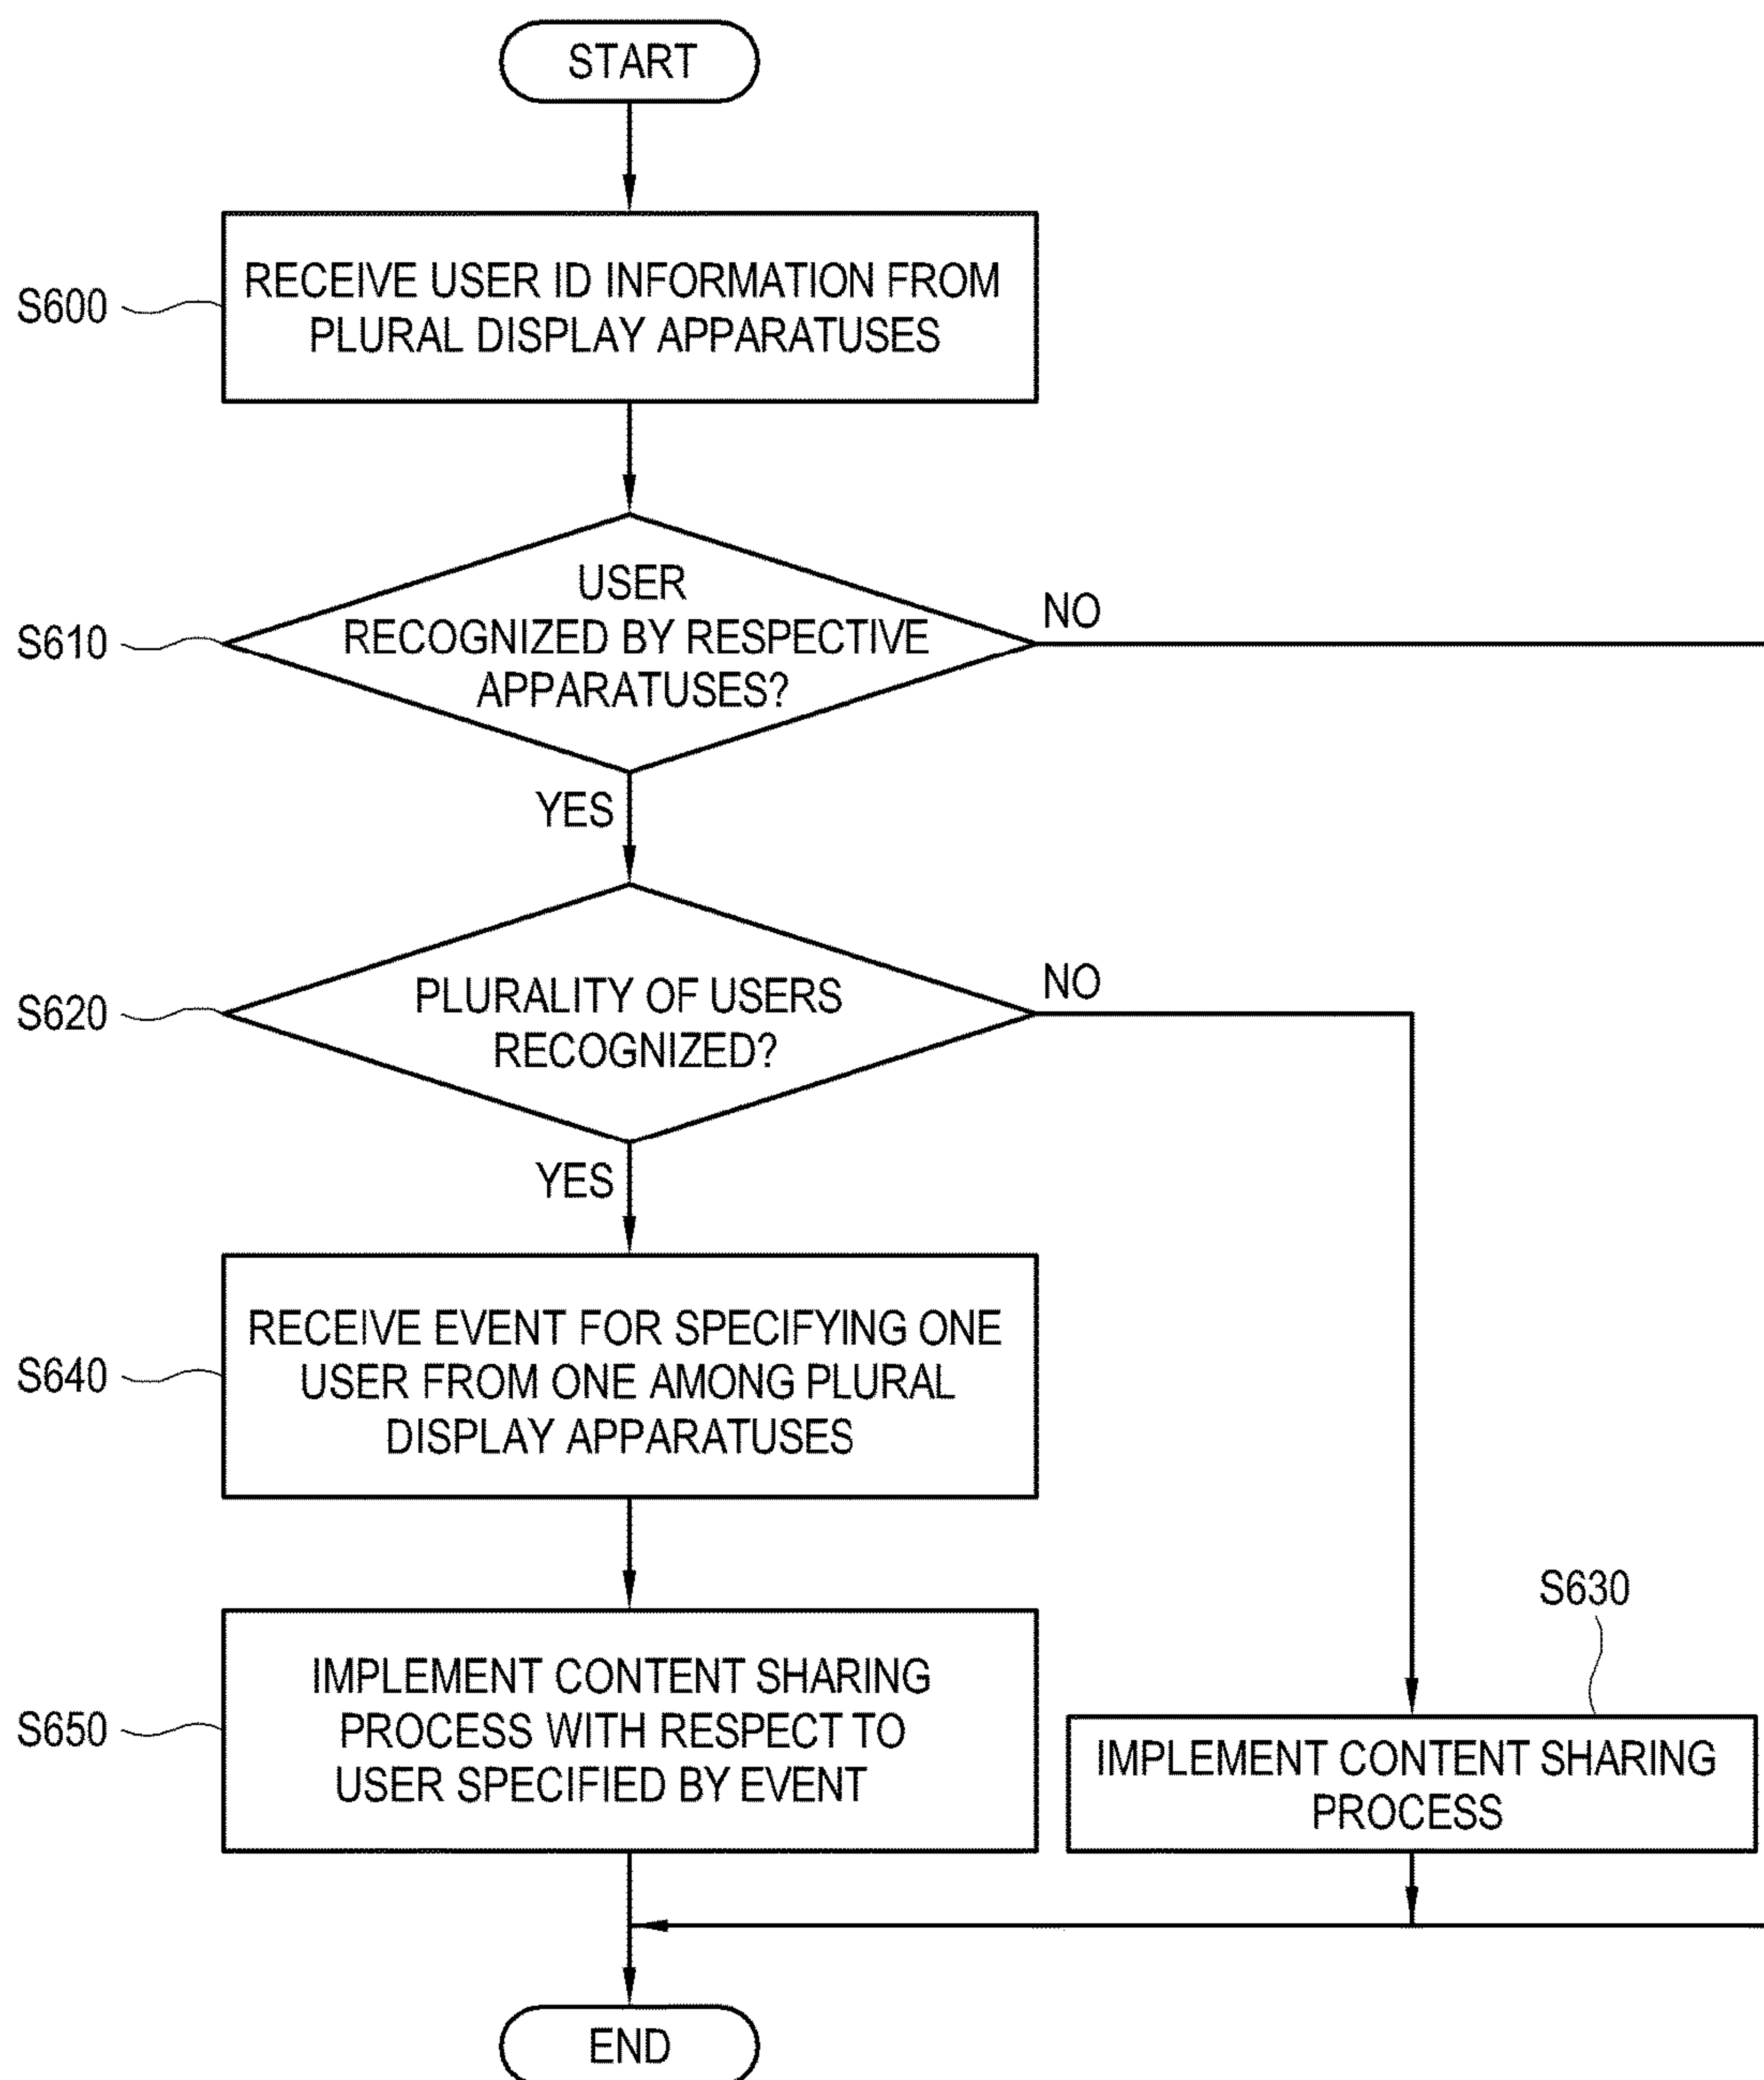 START
S600
RECEIVE USER ID INFORMATION FROM
PLURAL DISPLAY APPARATUSES
S610
USER
RECOGNIZED BY RESPECTIVE
APPARATUSES?
NO
YES
S620
PLURALITY OF USERS
RECOGNIZED?
NO
YES
S640
RECEIVE EVENT FOR SPECIFYING ONE
USER FROM ONE AMONG PLURAL
DISPLAY APPARATUSES
S650
IMPLEMENT CONTENT SHARING
PROCESS WITH RESPECT TO
USER SPECIFIED BY EVENT
S630
IMPLEMENT CONTENT SHARING
PROCESS
END